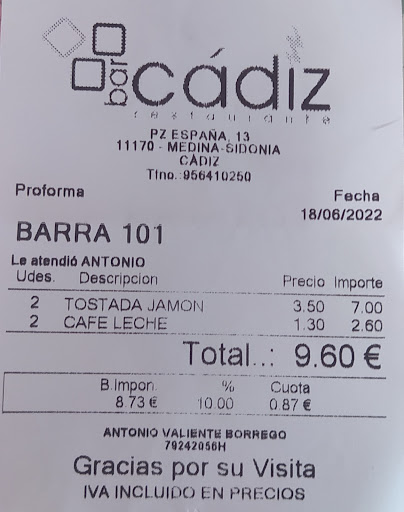 bar cádiz
restaurante
PZ ESPAÑA, 13
11170 - MEDINA-SIDONIA
CADIZ
Tfno.:956410250
Proforma Fecha
18/06/2022
BARRA 101
Le atendió ANTONIO
Udes. Descripcion Precio Importe
2 TOSTADA JAMON 3.50 7.00
2 CAFE LECHE 1.30 2.60
Total..: 9.60 €
B.Impon. % Cuota
8.73 € 10.00 0.87 €
ANTONIO VALIENTE BORREGO
79242056H
Gracias por su Visita
IVA INCLUIDO EN PRECIOS